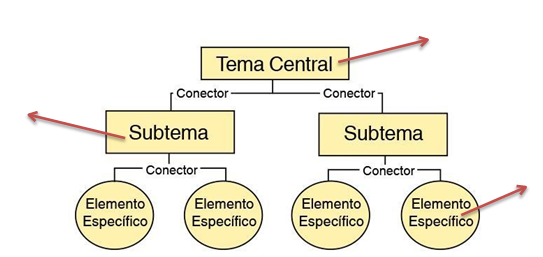 Tema Central
Conector Conector
Subtema Subtema
Conector Conector
Elemento Elemento Elemento Elemento
Específico Específico Específico Específico